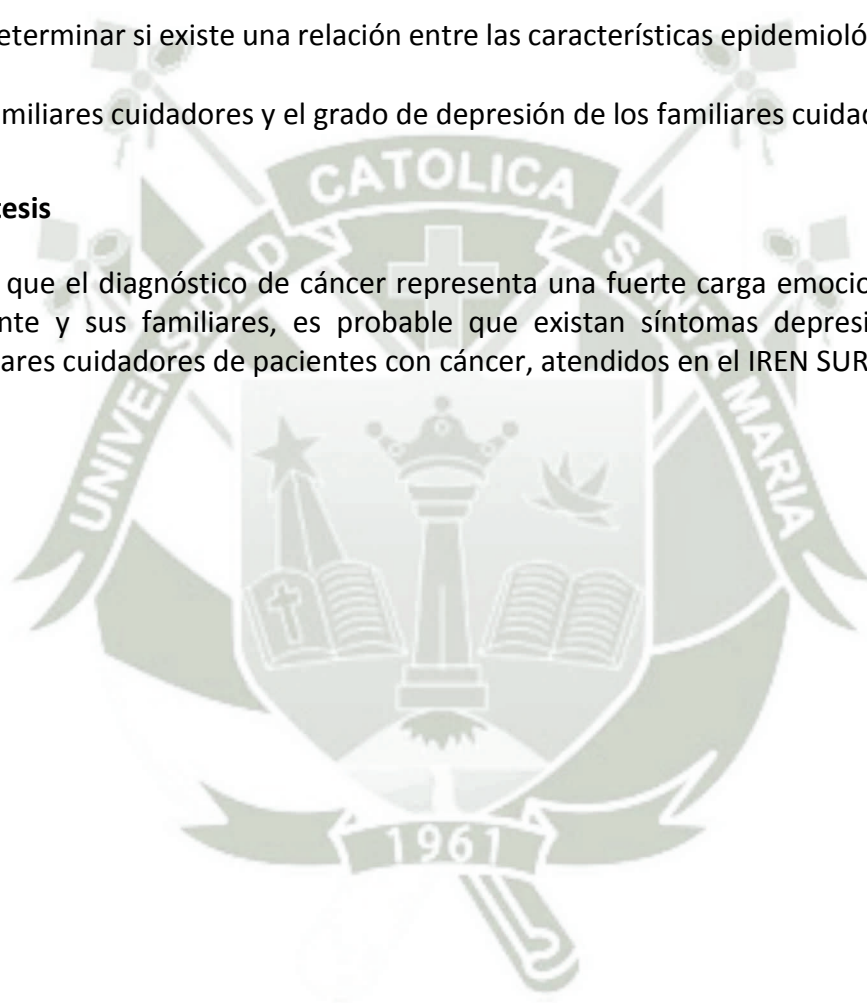 eterminar si existe una relación entre las características epidemioló
miliares cuidadores y el grado de depresión de los familiares cuidad
tesis
que el diagnóstico de cáncer representa una fuerte carga emocio
nte y sus familiares, es probable que existan síntomas depresi
ares cuidadores de pacientes con cáncer, atendidos en el IREN SUR
UNIVERSIDAD CATOLICA SANTA MARIA
1961